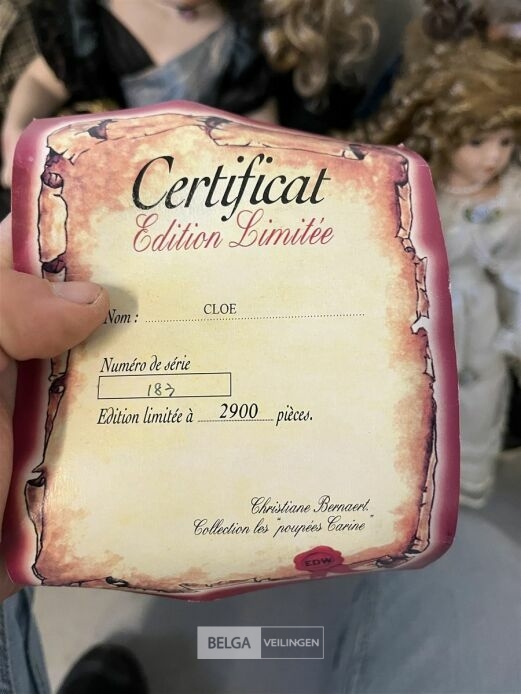 Certificat
Edition Limitée
Nom : CLOE
Numéro de série
183
Edition limitée à 2900 pièces.
Christiane Bernaert.
Collection les "poupées Carine"
EDW
BELGA VEILINGEN